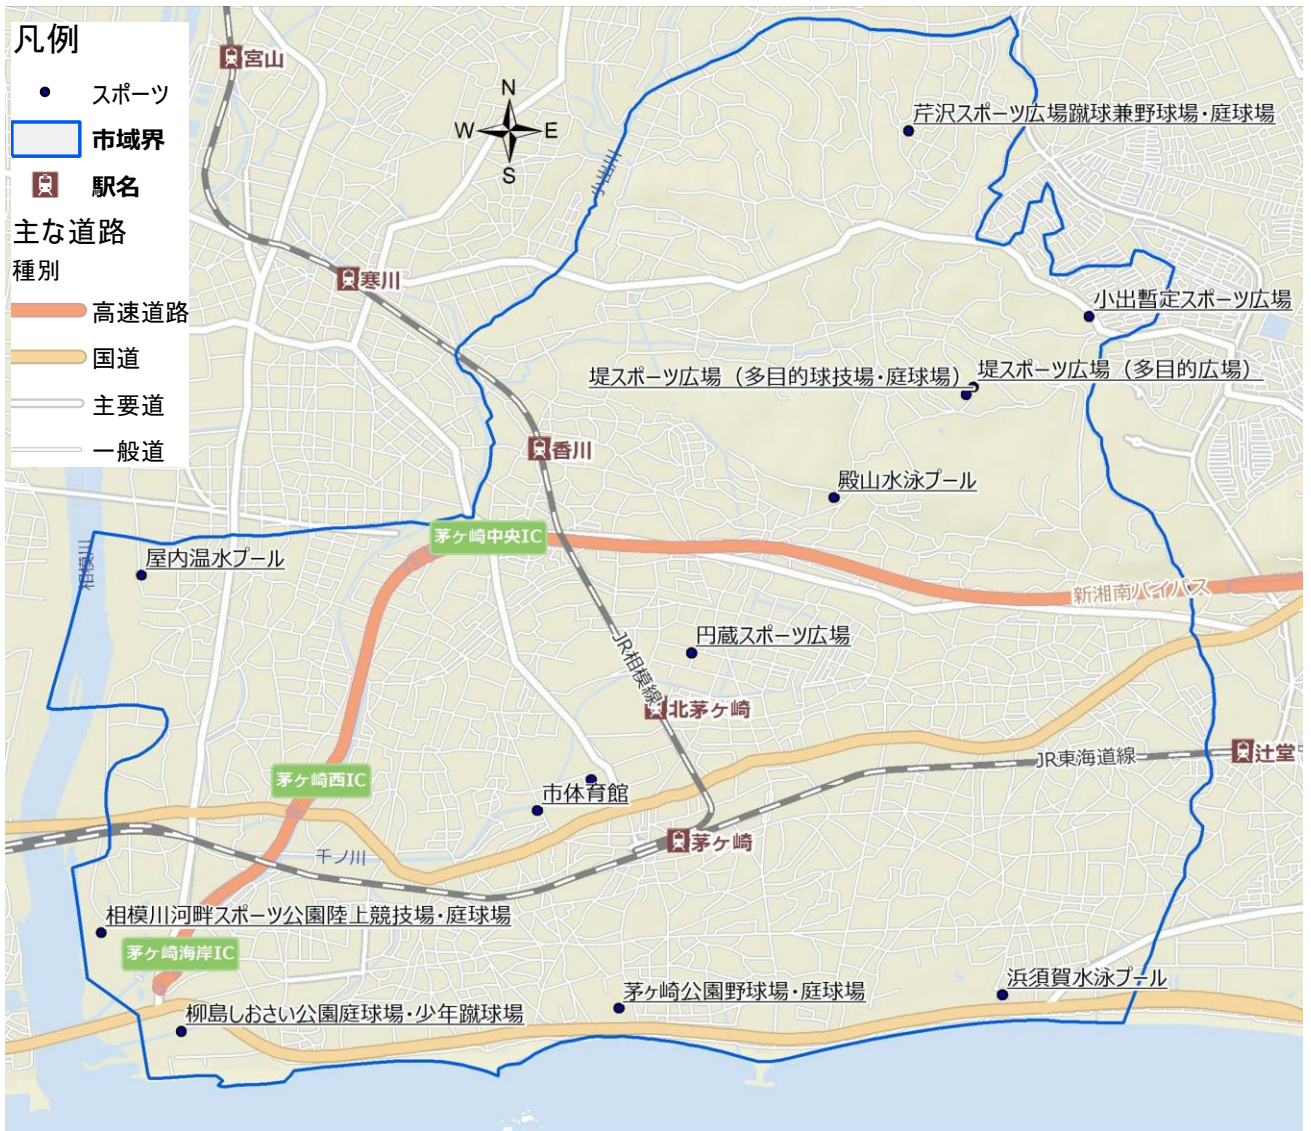 凡例
スポーツ
市域界
駅名
主な道路
種別
高速道路
国道
主要道
一般道
宮山
N
W
E
S
小出川
芹沢スポーツ広場蹴球兼野球場・庭球場
寒川
小出暫定スポーツ広場
堤スポーツ広場（多目的球技場・庭球場）
堤スポーツ広場（多目的広場）
香川
殿山水泳プール
茅ヶ崎中央IC
相模川
屋内温水プール
新湘南バイパス
円蔵スポーツ広場
JR相模線
北茅ヶ崎
辻堂
JR東海道線
茅ヶ崎西IC
市体育館
茅ヶ崎
千ノ川
相模川河畔スポーツ公園陸上競技場・庭球場
茅ヶ崎海岸IC
浜須賀水泳プール
茅ヶ崎公園野球場・庭球場
柳島しおさい公園庭球場・少年蹴球場